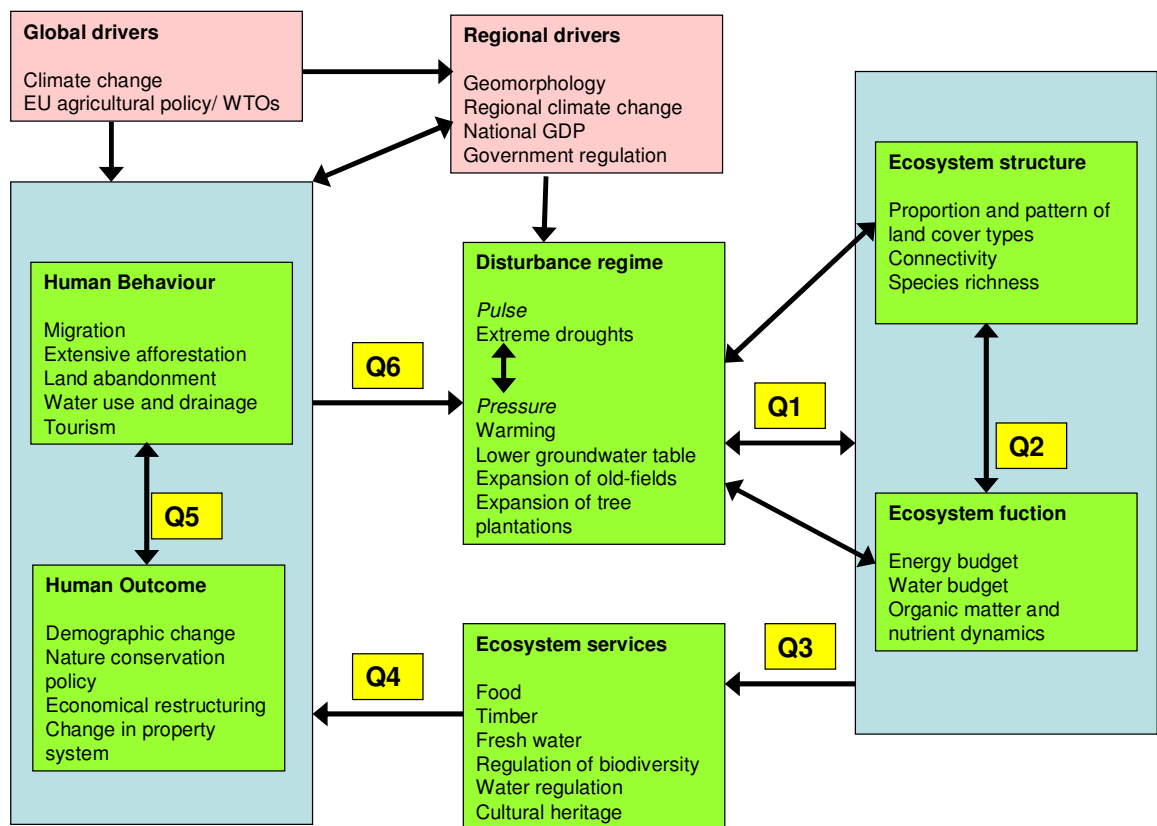 Global drivers
Climate change
EU agricultural policy/ WTOs
Regional drivers
Geomorphology
Regional climate change
National GDP
Government regulation
Human Behaviour
Migration
Extensive afforestation
Land abandonment
Water use and drainage
Tourism
Q5
Human Outcome
Demographic change
Nature conservation
policy
Economical restructuring
Change in property
system
Q6
Disturbance regime
Pulse
Extreme droughts
Pressure
Warming
Lower groundwater table
Expansion of old-fields
Expansion of tree
plantations
Q1
Ecosystem structure
Proportion and pattern of
land cover types
Connectivity
Species richness
Q2
Ecosystem fuction
Energy budget
Water budget
Organic matter and
nutrient dynamics
Q3
Ecosystem services
Food
Timber
Fresh water
Regulation of biodiversity
Water regulation
Cultural heritage
Q4